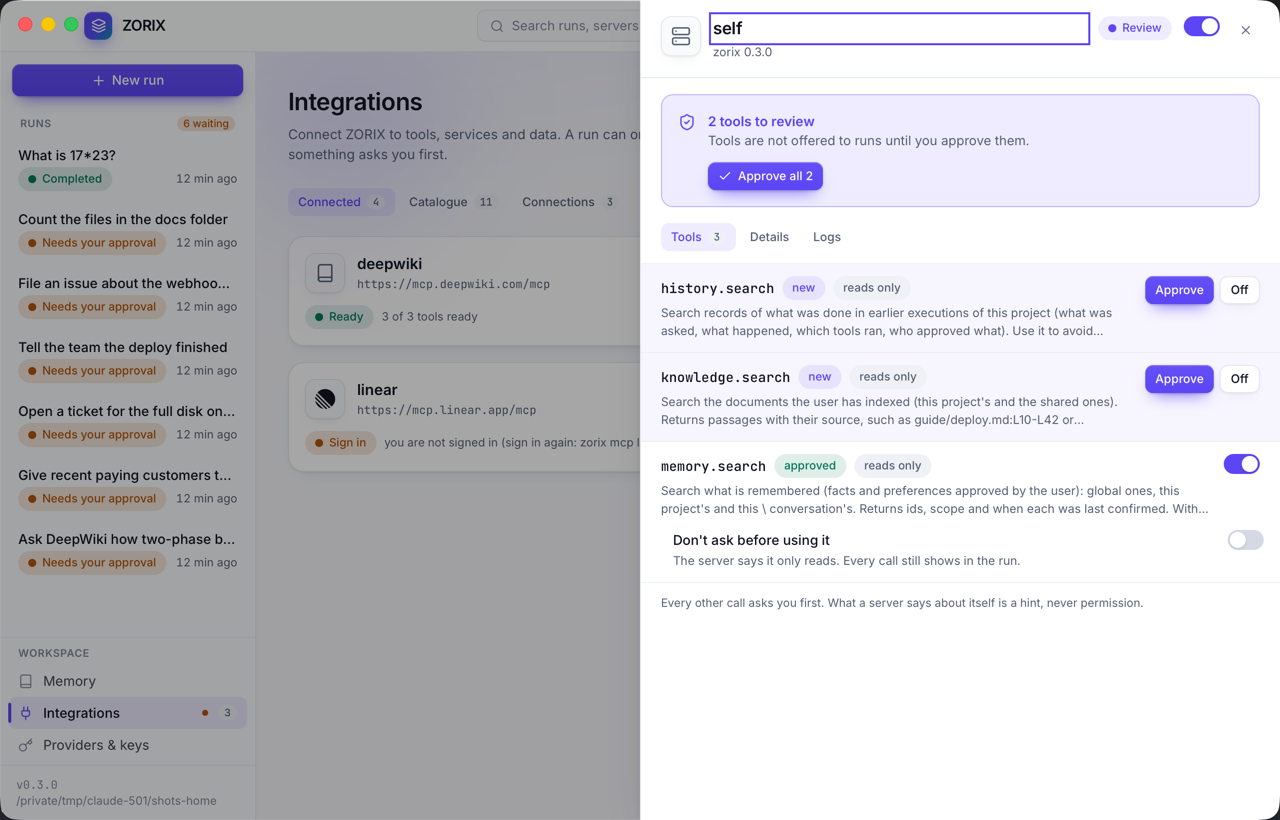 ZORIX
Search runs, servers
New run
RUNS
6 waiting
What is 17*23?
Completed
12 min ago
Count the files in the docs folder
Needs your approval
12 min ago
File an issue about the webhoo...
Needs your approval
12 min ago
Tell the team the deploy finished
Needs your approval
12 min ago
Open a ticket for the full disk on...
Needs your approval
12 min ago
Give recent paying customers t...
Needs your approval
12 min ago
Ask DeepWiki how two-phase b...
Needs your approval
12 min ago
WORKSPACE
Memory
Integrations
3
Providers & keys
v0.3.0
/private/tmp/claude-501/shots-home
Integrations
Connect ZORIX to tools, services and data. A run can
something asks you first.
Connected 4
Catalogue 11
Connections 3
deepwiki
https://mcp.deepwiki.com/mcp
Ready
3 of 3 tools ready
linear
https://mcp.linear.app/mcp
Sign in
you are not signed in (sign in again: zorix mcp
self
zorix 0.3.0
Review
2 tools to review
Tools are not offered to runs until you approve them.
Approve all 2
Tools 3
Details
Logs
history.search
new
reads only
Approve
Off
Search records of what was done in earlier executions of this project (what was
asked, what happened, which tools ran, who approved what). Use it to avoid...
knowledge.search
new
reads only
Approve
Off
Search the documents the user has indexed (this project's and the shared ones).
Returns passages with their source, such as guide/deploy.md:L10-L42 or...
memory.search
approved
reads only
Search what is remembered (facts and preferences approved by the user): global ones, this
project's and this \ conversation's. Returns ids, scope and when each was last confirmed. With...
Don't ask before using it
The server says it only reads. Every call still shows in the run.
Every other call asks you first. What a server says about itself is a hint, never permission.